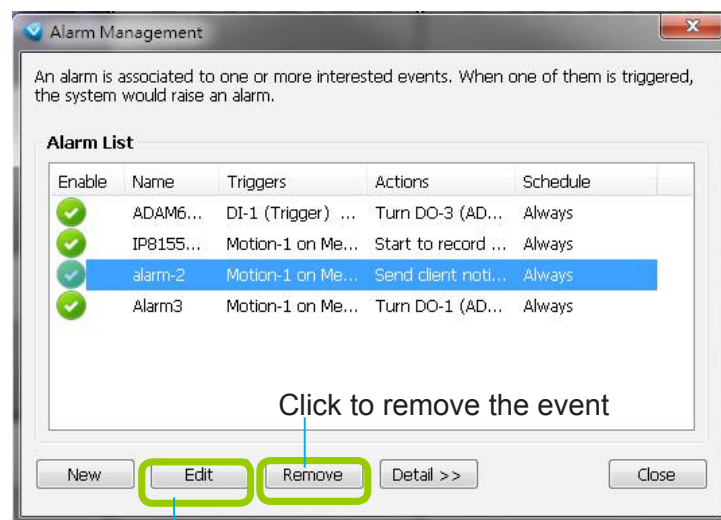 Alarm Management
An alarm is associated to one or more interested events. When one of them is triggered,
the system would raise an alarm.
Alarm List
Enable Name Triggers Actions Schedule
ADAM6... DI-1 (Trigger) ... Turn DO-3 (AD... Always
IP8155... Motion-1 on Me... Start to record ... Always
alarm-2 Motion-1 on Me... Send client noti... Always
Alarm3 Motion-1 on Me... Turn DO-1 (AD... Always
Click to remove the event
New Edit Remove Detail >> Close